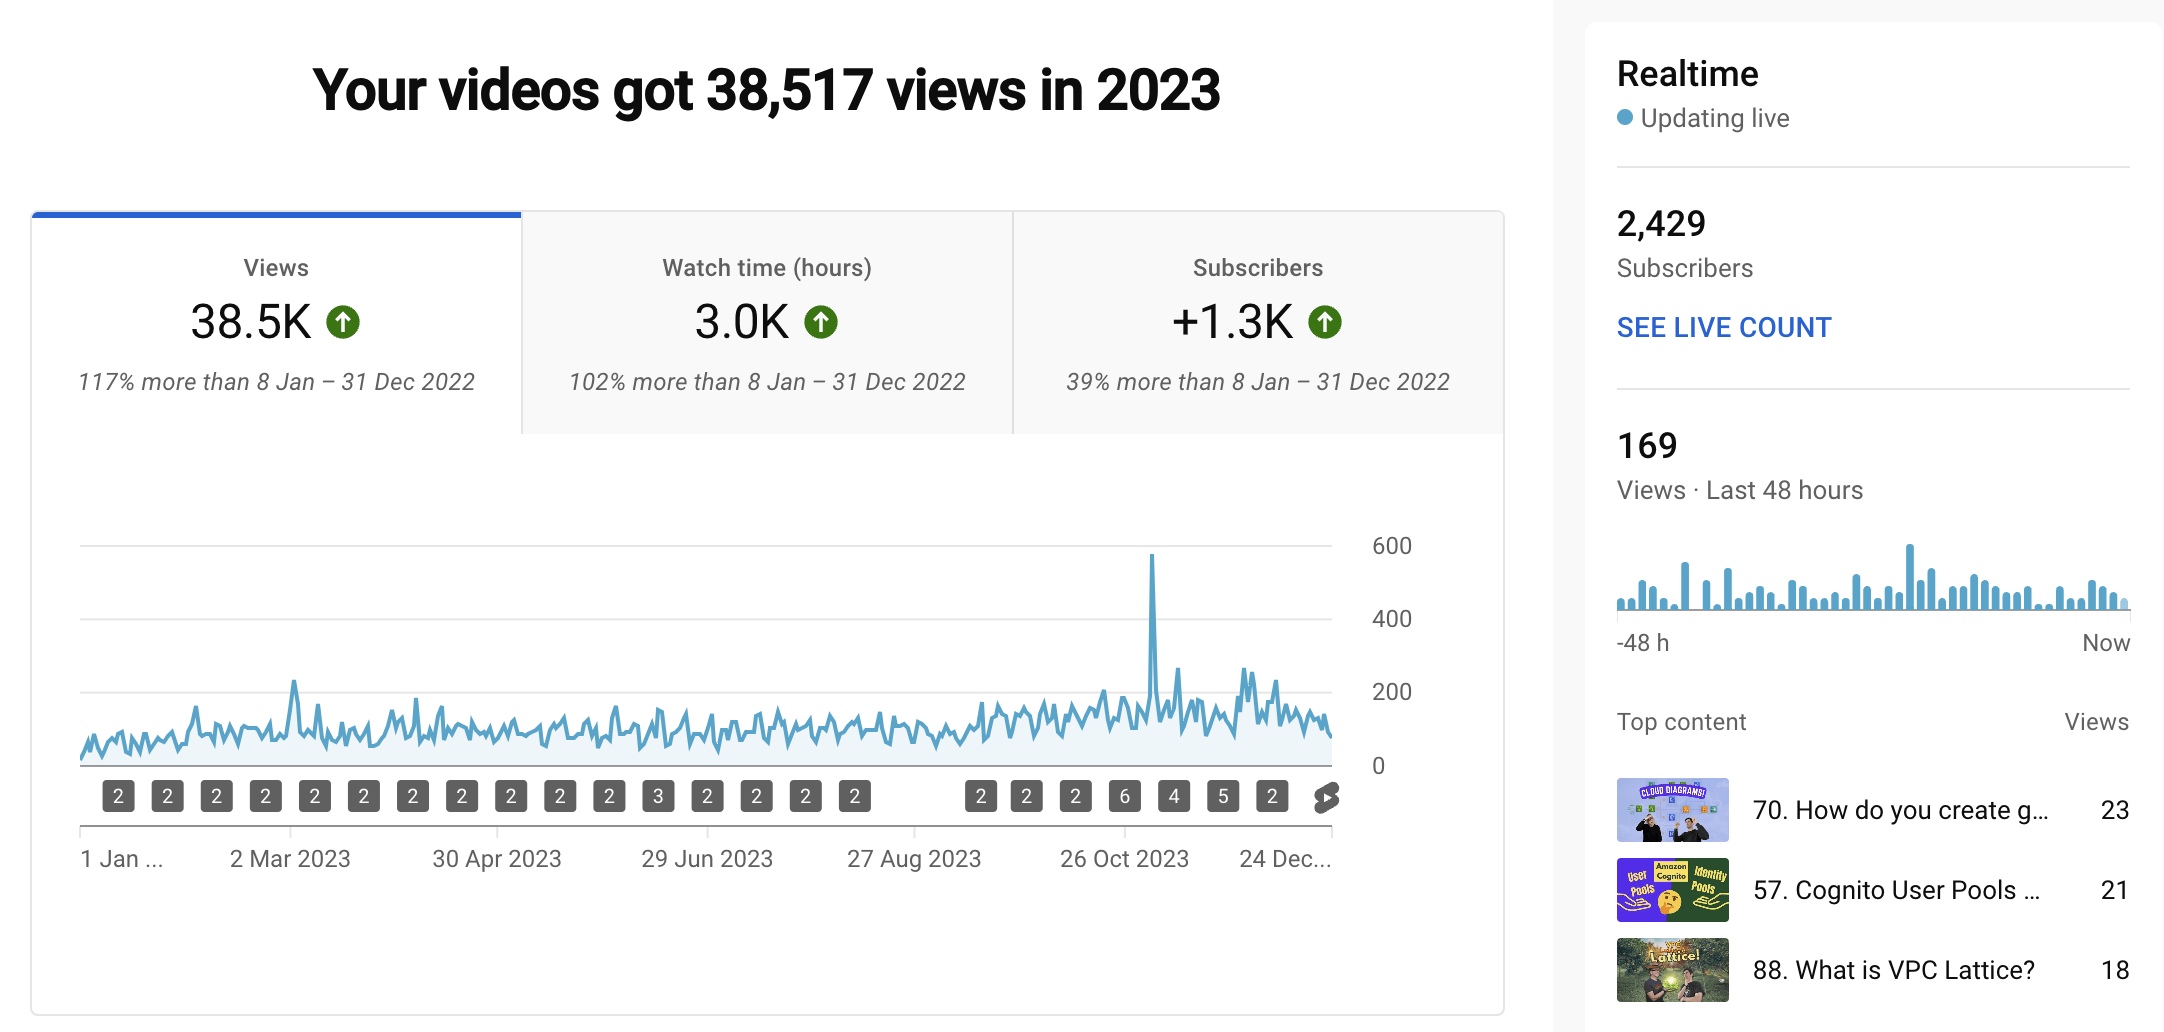 Your videos got 38,517 views in 2023
Views
38.5K
117% more than 8 Jan – 31 Dec 2022
Watch time (hours)
3.0K
102% more than 8 Jan – 31 Dec 2022
Subscribers
+1.3K
39% more than 8 Jan – 31 Dec 2022
600
400
200
0
2 2 2 2 2 2 2 2 2 2 2 3 2 2 2 2 2 2 2 6 4 5 2
1 Jan ... 2 Mar 2023 30 Apr 2023 29 Jun 2023 27 Aug 2023 26 Oct 2023 24 Dec...
Realtime
Updating live
2,429
Subscribers
SEE LIVE COUNT
169
Views · Last 48 hours
-48 h Now
Top content Views
CLOUD DIAGRAMS!
70. How do you create g... 23
User Pools
Amazon Cognito
Identity Pools
57. Cognito User Pools ... 21
VPC Lattice!
88. What is VPC Lattice? 18